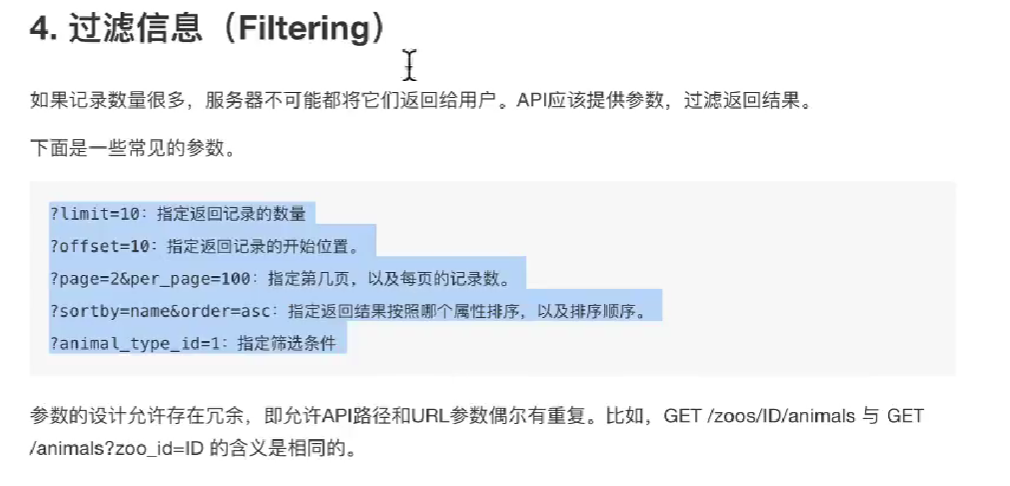 4. 过滤信息（Filtering）
如果记录数量很多，服务器不可能都将它们返回给用户。API应该提供参数，过滤返回结果。
下面是一些常见的参数。
?limit=10：指定返回记录的数量
?offset=10：指定返回记录的开始位置。
?page=2&per_page=100：指定第几页，以及每页的记录数。
?sortby=name&order=asc：指定返回结果按照哪个属性排序，以及排序顺序。
?animal_type_id=1：指定筛选条件
参数的设计允许存在冗余，即允许API路径和URL参数偶尔有重复。比如，GET /zoos/ID/animals 与 GET
/animals?zoo_id=ID 的含义是相同的。